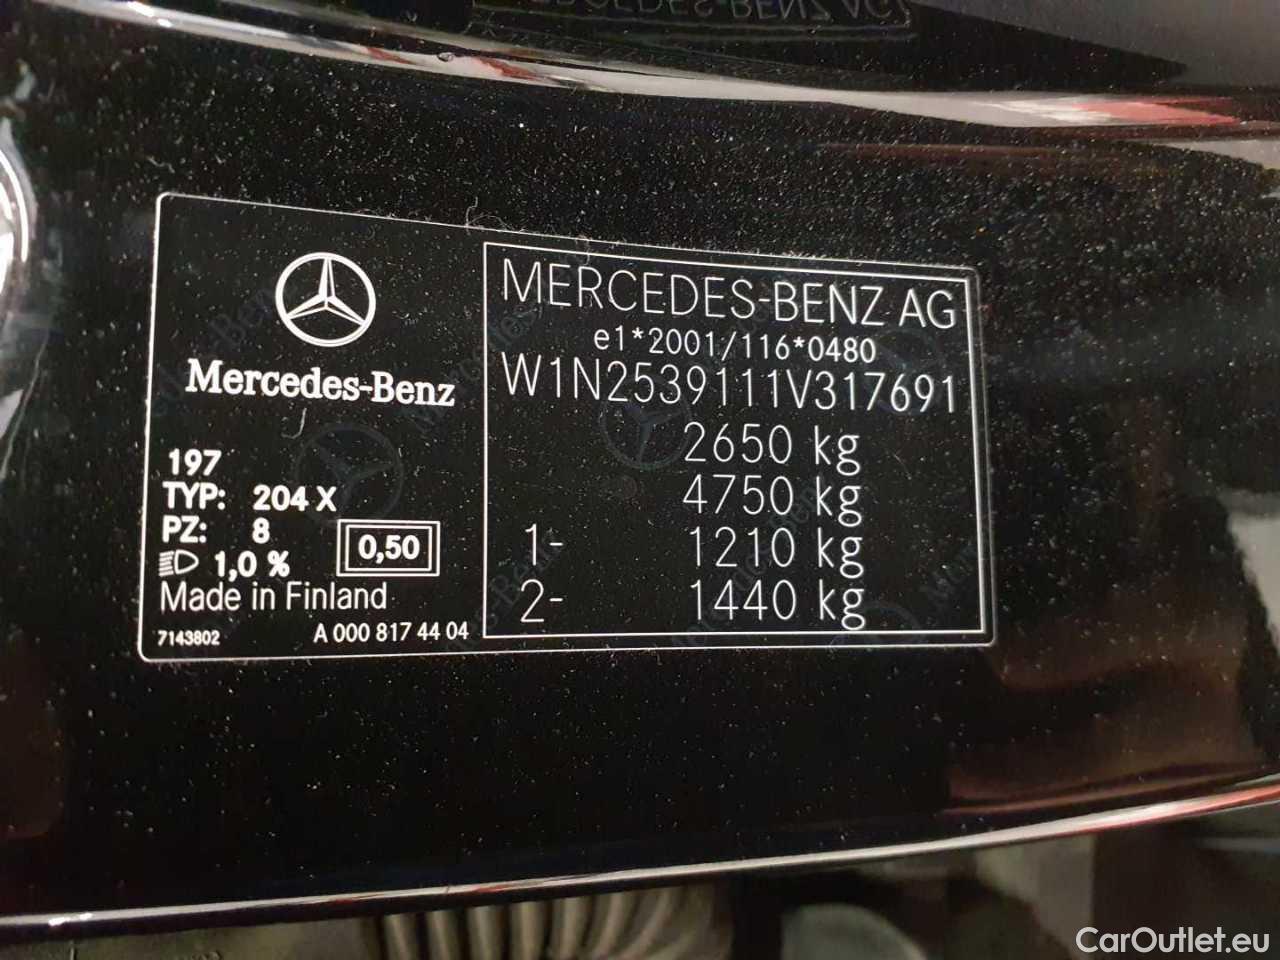 Mercedes-Benz
197
TYP: 204 X
PZ: 8
1,0 %
0,50
Made in Finland
7143802
A 000 817 44 04
MERCEDES-BENZ AG
e1*2001/116*0480
W1N2539111V317691
2650 kg
4750 kg
1- 1210 kg
2- 1440 kg
CarOutlet.eu